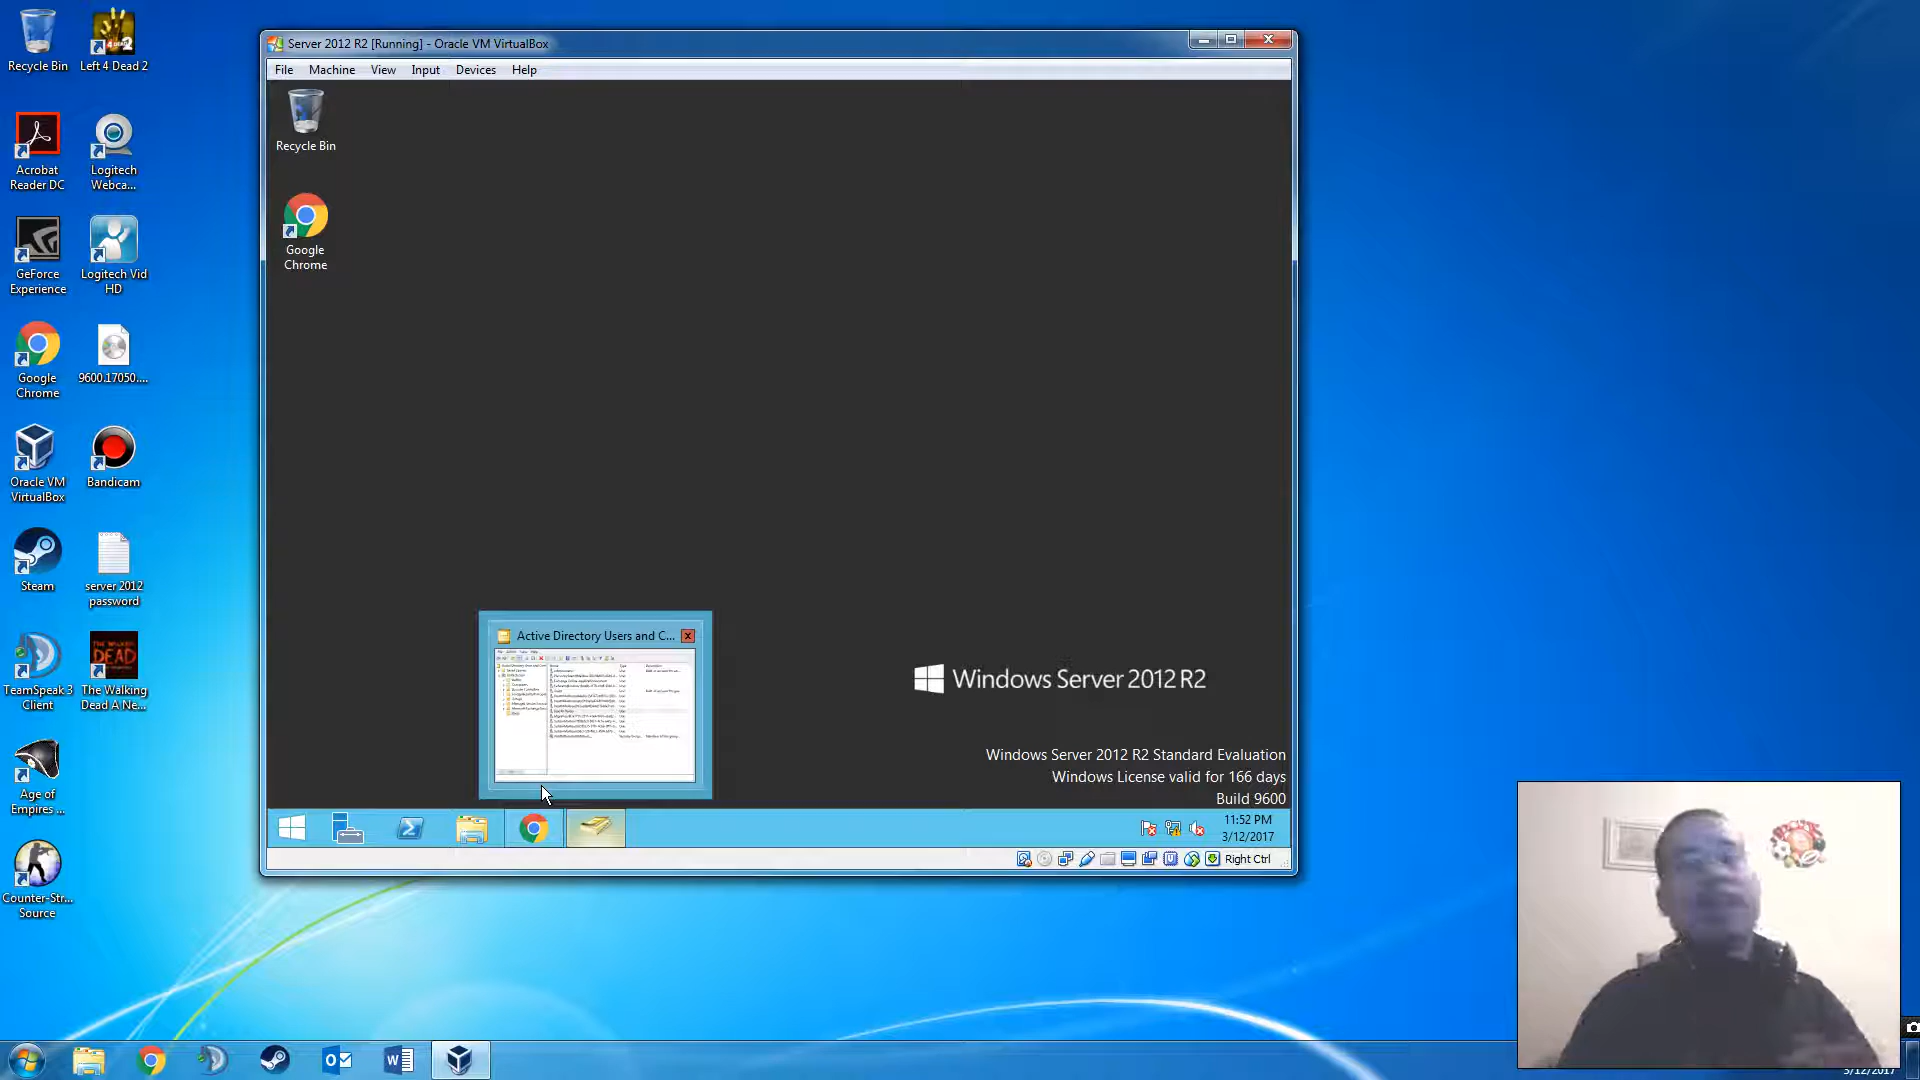 Recycle Bin
Left 4 Dead 2
Acrobat
Reader DC
Logitech
Webca...
GeForce
Experience
Logitech Vid
HD
Google
Chrome
9600.17050....
Oracle VM
VirtualBox
Bandicam
Steam
server 2012
password
TeamSpeak 3
Client
The Walking
Dead A Ne...
Age of
Empires ...
Counter-Str...
Source
Server 2012 R2 [Running] - Oracle VM VirtualBox
File Machine View Input Devices Help
Recycle Bin
Google
Chrome
Active Directory Users and C...
Windows Server 2012 R2
Windows Server 2012 R2 Standard Evaluation
Windows License valid for 166 days
Build 9600
11:52 PM
3/12/2017
Right Ctrl
3/12/2017